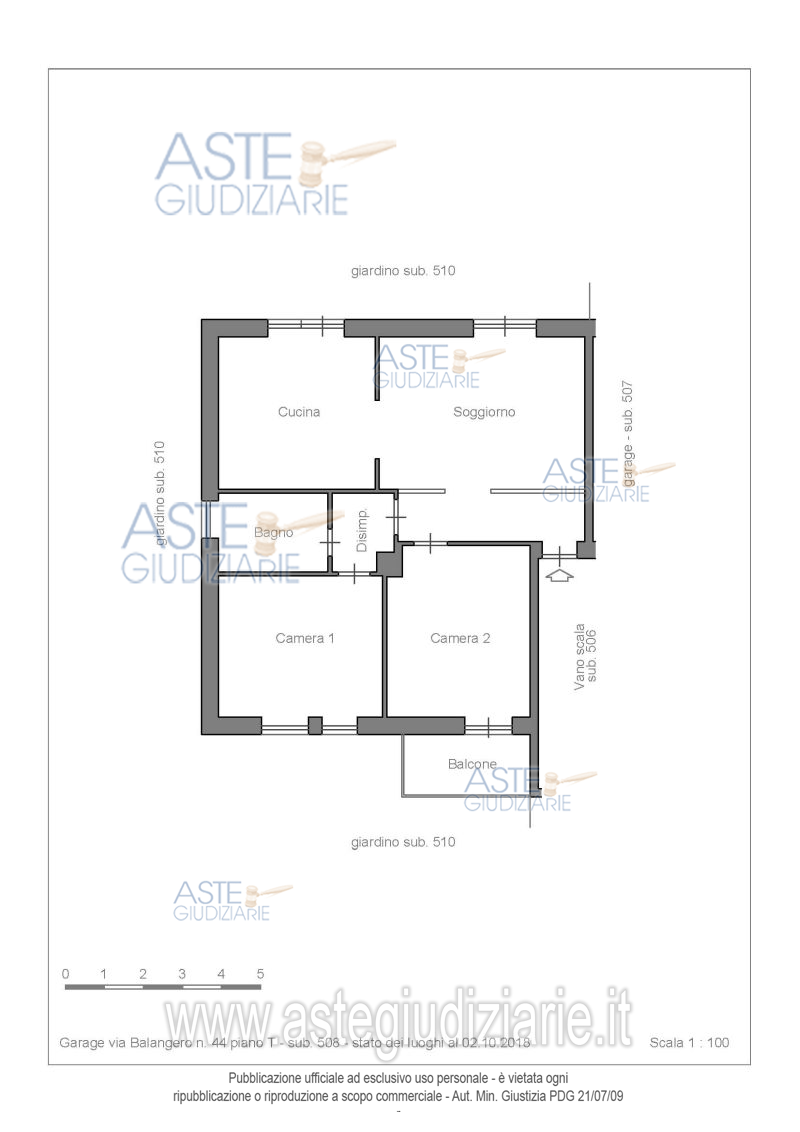 ASTE
GIUDIZIARIE
giardino sub. 510
ASTE
GIUDIZIARIE
Cucina
Soggiorno
garage - sub. 507
giardino sub. 510
ASTE
GIUDIZIARIE
ASTE
GIUDIZIARIE
Bagno
Disimp.
Camera 1
Camera 2
Vano scala
sub. 506
Balcone
ASTE
GIUDIZIARIE
giardino sub. 510
ASTE
GIUDIZIARIE
0 1 2 3 4 5
www.astegiudiziarie.it
Garage via Balangero n. 44 piano T - sub. 508 - stato dei luoghi al 02.10.2018
Scala 1 : 100
Pubblicazione ufficiale ad esclusivo uso personale - è vietata ogni
ripubblicazione o riproduzione a scopo commerciale - Aut. Min. Giustizia PDG 21/07/09
-